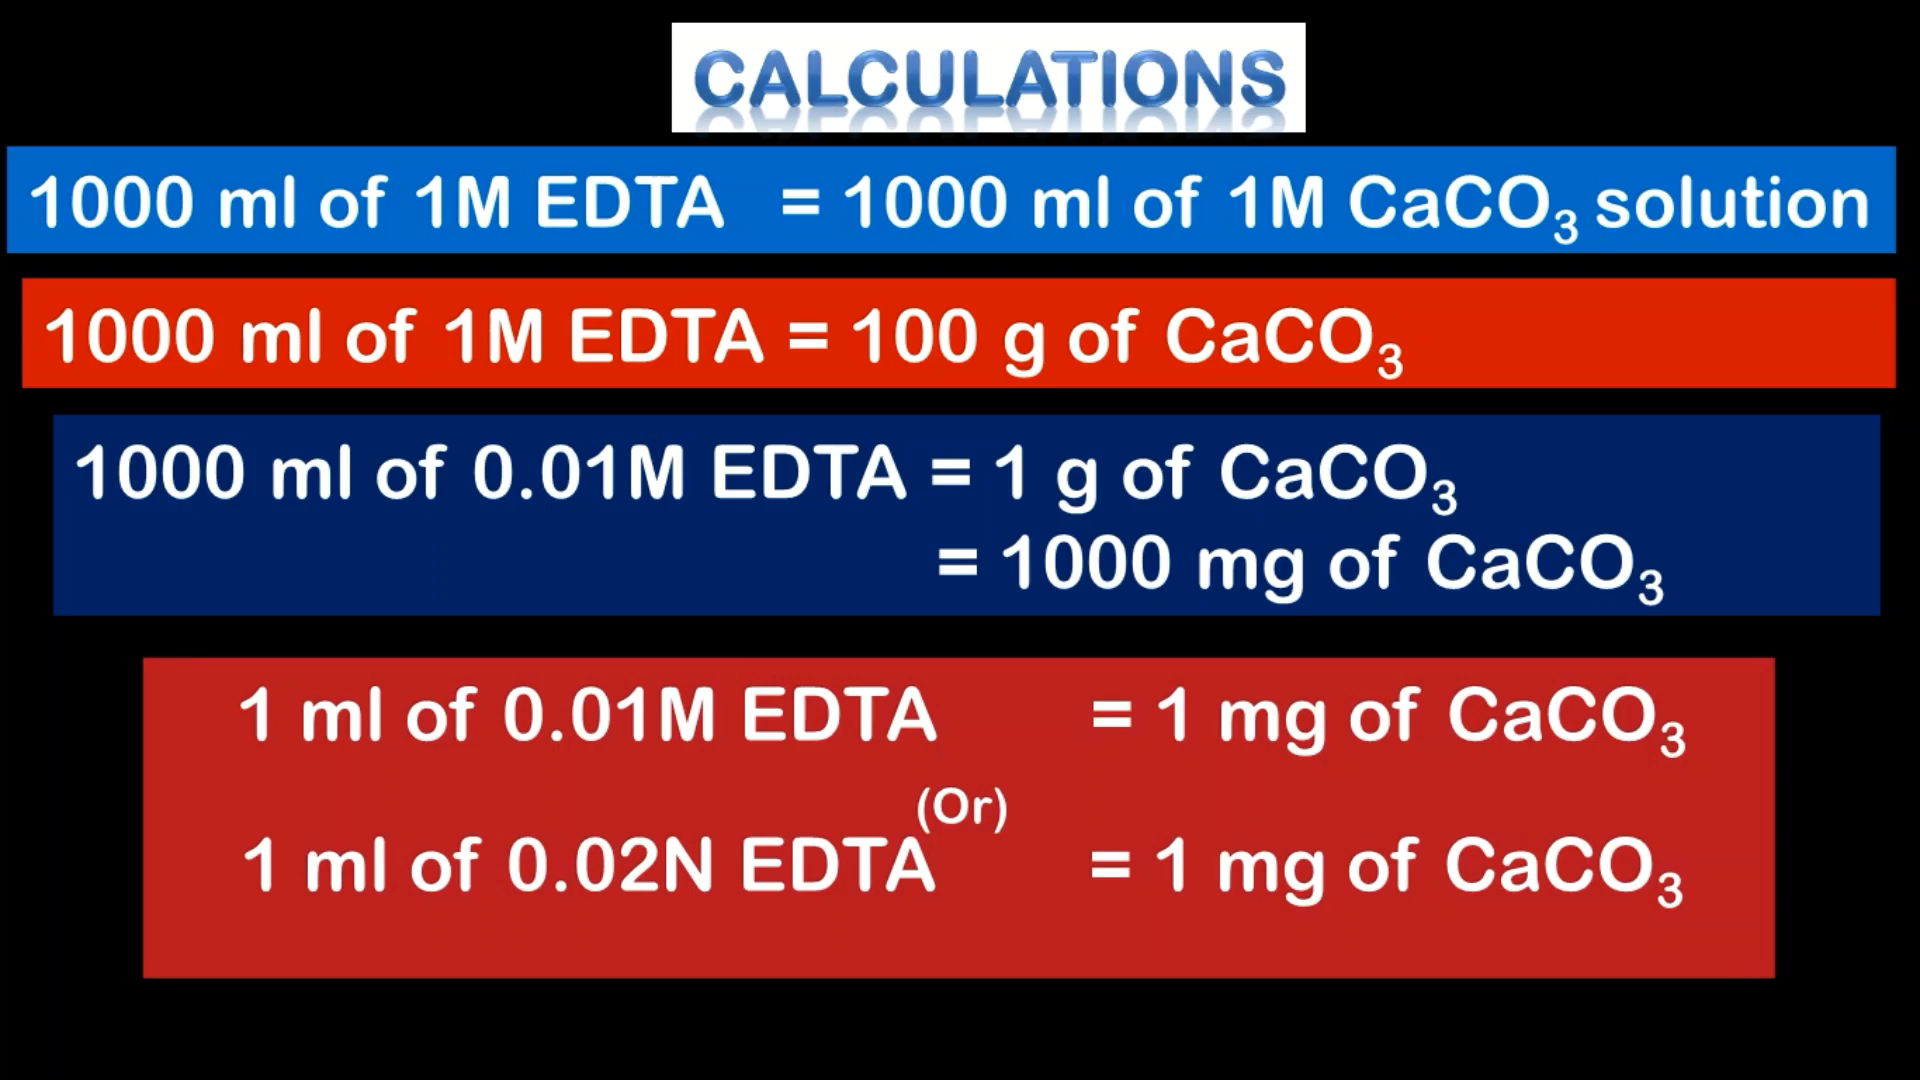 CALCULATIONS
1000 ml of 1M EDTA = 1000 ml of 1M CaCO₃ solution
1000 ml of 1M EDTA = 100 g of CaCO₃
1000 ml of 0.01M EDTA = 1 g of CaCO₃
= 1000 mg of CaCO₃
1 ml of 0.01M EDTA = 1 mg of CaCO₃
(Or)
1 ml of 0.02N EDTA = 1 mg of CaCO₃